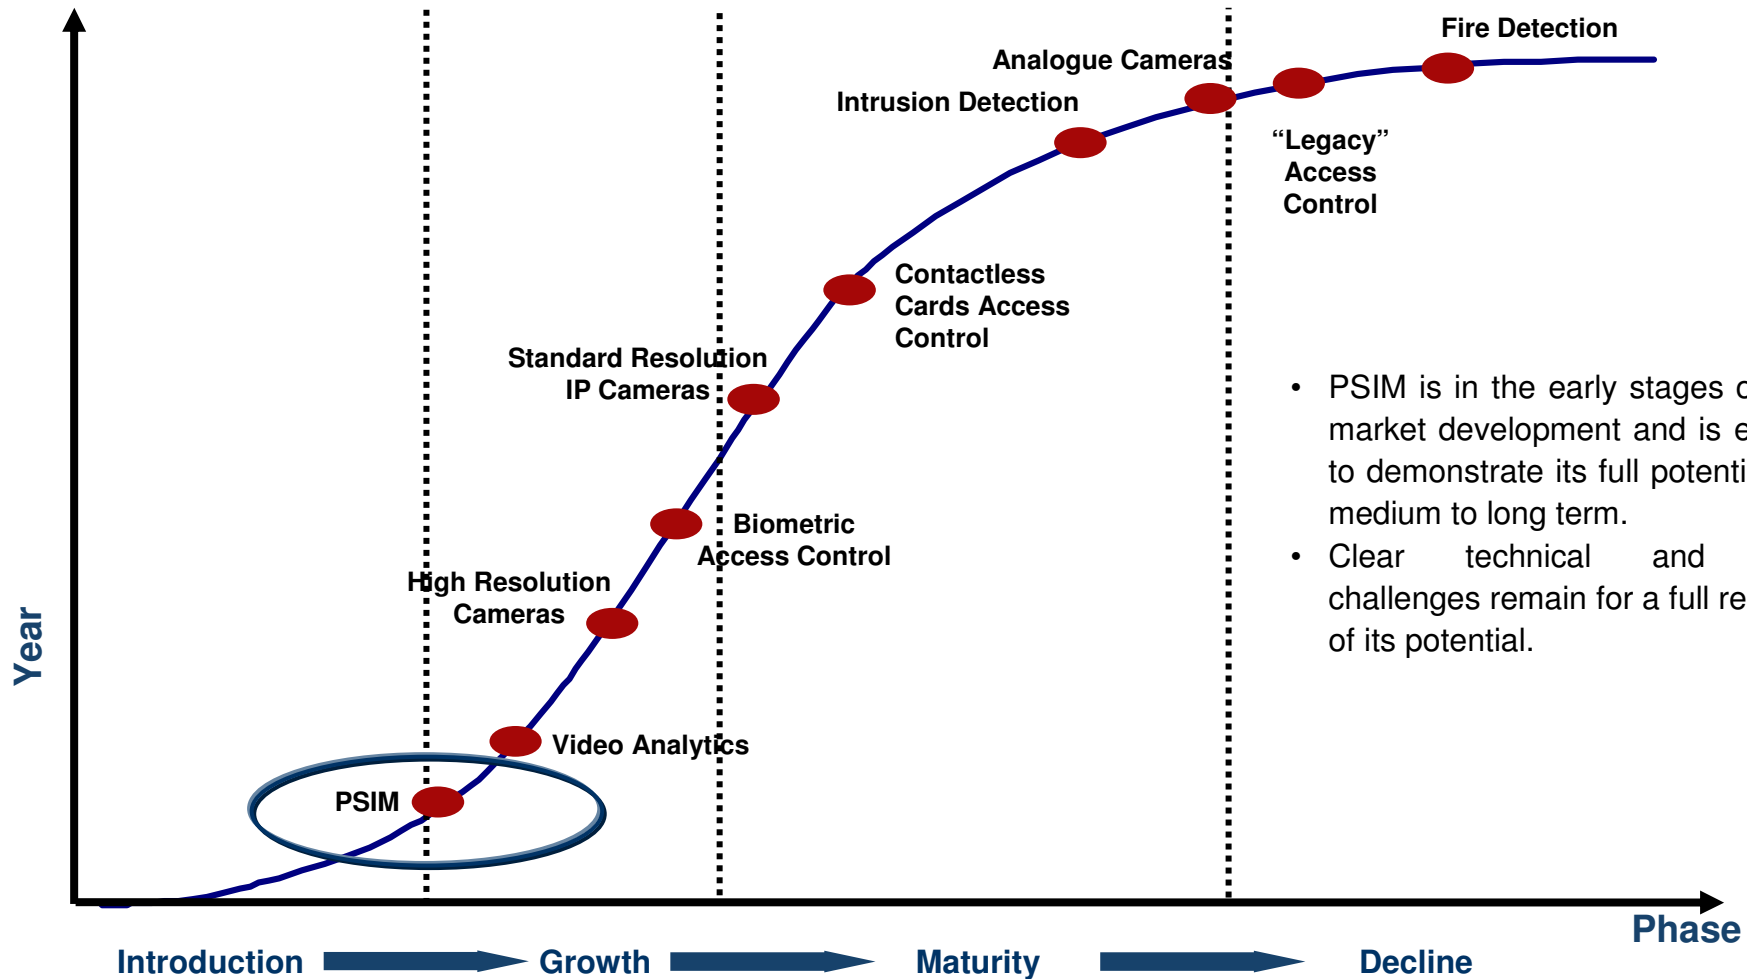 Fire Detection
Analogue Cameras
Intrusion Detection
“Legacy”
Access
Control
Contactless
Cards Access
Control
Standard Resolution
IP Cameras
• PSIM is in the early stages
market development and is
to demonstrate its full
medium to long term.
• Clear technical and
challenges remain for a full
of its potential.
Biometric
Access Control
High Resolution
Cameras
Year
Video Analytics
PSIM
Phase
Introduction Growth Maturity Decline